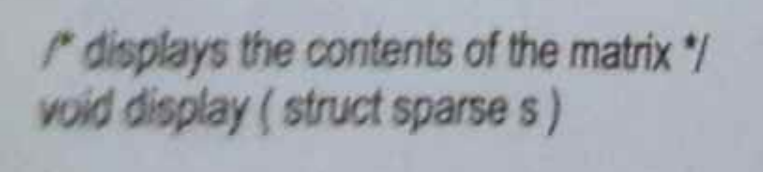 /* displays the contents of the matrix */
void display ( struct sparse s )